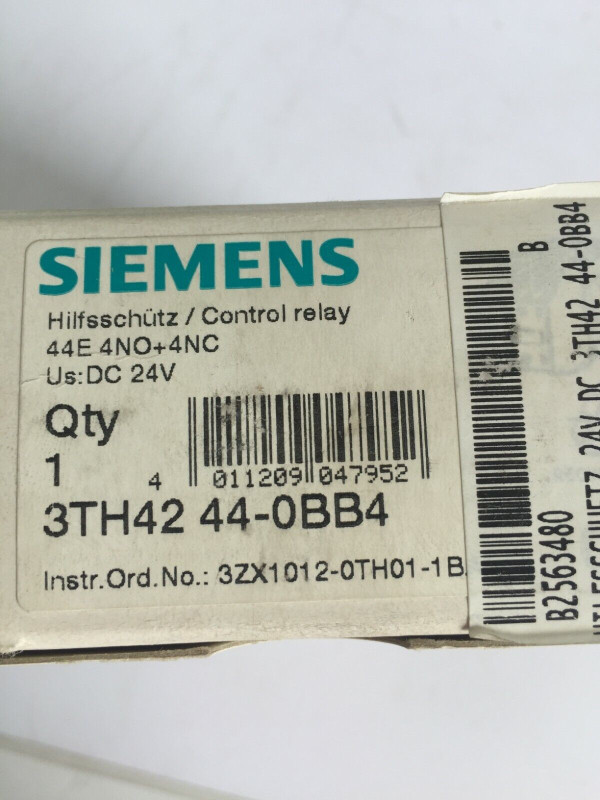 SIEMENS
Hilfsschütz / Control relay
44E 4NO+4NC
Us:DC 24V
Qty
1
4 011209 047952
3TH42 44-0BB4
Instr.Ord.No.: 3ZX1012-0TH01-1B
B
B2563480
24V DC 3TH42 44-0BB4